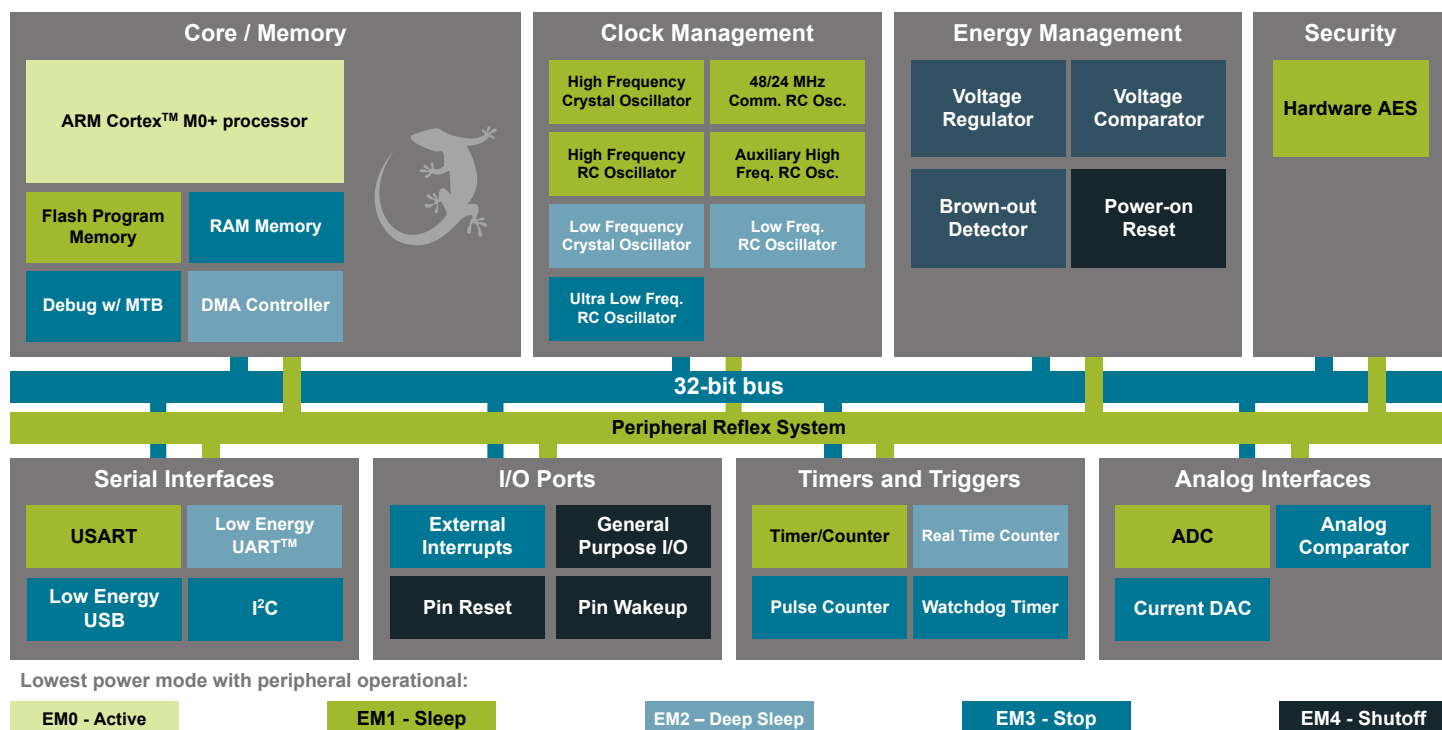 Core / Memory
ARM Cortex™ M0+ processor
Flash Program
Memory
RAM Memory
Debug w/ MTB
DMA Controller
Clock Management
High Frequency
Crystal Oscillator
48/24 MHz
Comm. RC Osc.
High Frequency
RC Oscillator
Auxiliary High
Freq. RC Osc.
Low Frequency
Crystal Oscillator
Low Freq.
RC Oscillator
Ultra Low Freq.
RC Oscillator
Energy Management
Voltage
Regulator
Voltage
Comparator
Brown-out
Detector
Power-on
Reset
Security
Hardware AES
32-bit bus
Peripheral Reflex System
Serial Interfaces
USART
Low Energy
UART™
Low Energy
USB
I²C
I/O Ports
External
Interrupts
General
Purpose I/O
Pin Reset
Pin Wakeup
Timers and Triggers
Timer/Counter
Real Time Counter
Pulse Counter
Watchdog Timer
Analog Interfaces
ADC
Analog
Comparator
Current DAC
Lowest power mode with peripheral operational:
EM0 - Active
EM1 - Sleep
EM2 – Deep Sleep
EM3 - Stop
EM4 - Shutoff